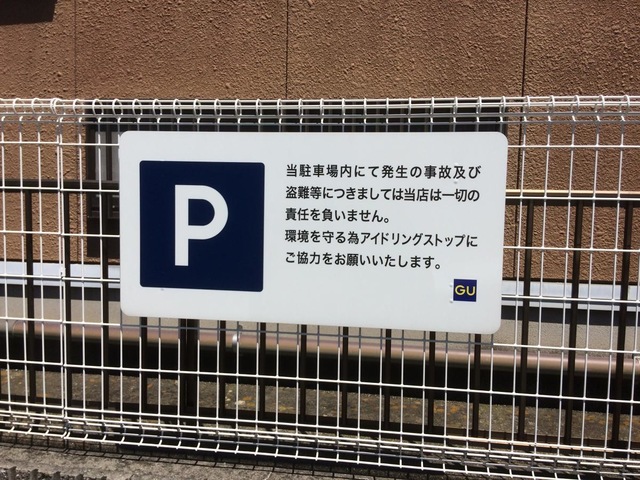 P
当駐車場内にて発生の事故及び
盗難等につきましては当店は一切の
責任を負いません。
環境を守る為アイドリングストップに
ご協力をお願いいたします。
GU